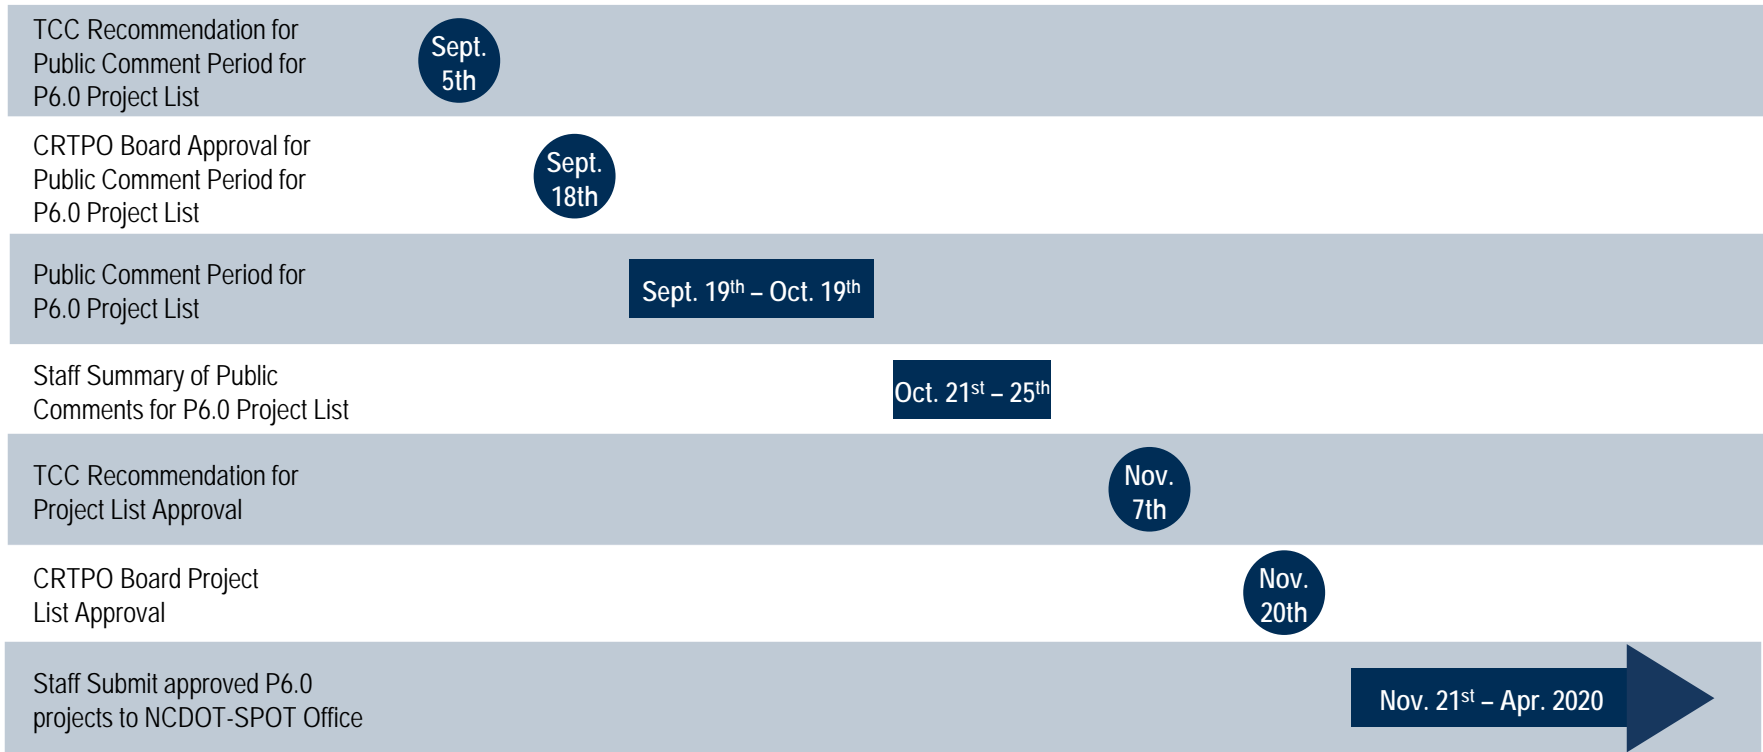 TCC Recommendation for
Public Comment Period for
P6.0 Project List
Sept.
5th
CRTPO Board Approval for
Public Comment Period for
P6.0 Project List
Sept.
18th
Public Comment Period for
P6.0 Project List
Sept. 19th – Oct. 19th
Staff Summary of Public
Comments for P6.0 Project List
Oct. 21st – 25th
TCC Recommendation for
Project List Approval
Nov.
7th
CRTPO Board Project
List Approval
Nov.
20th
Staff Submit approved P6.0
projects to NCDOT-SPOT Office
Nov. 21st – Apr. 2020